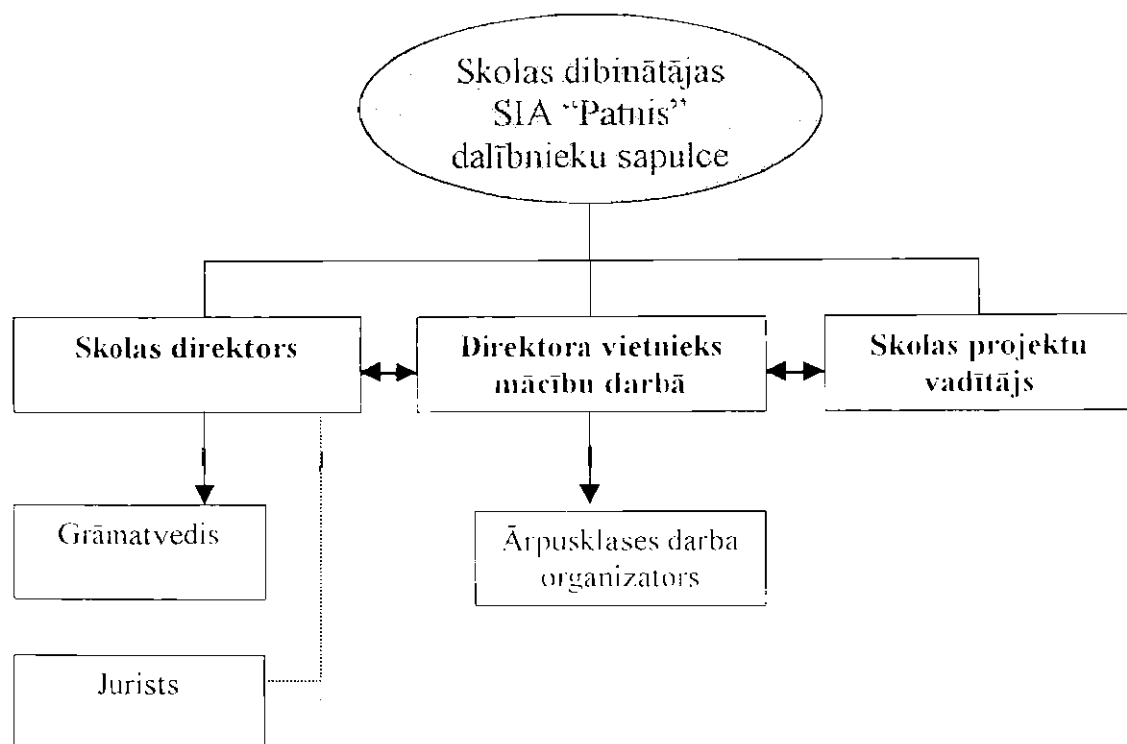 Skolas dibinātājas
SIA “Patnis”
dalībnieku sapulce
Skolas direktors
Direktora vietnieks
mācību darbā
Skolas projektu
vadītājs
Grāmatvedis
Ārpusklases darba
organizators
Jurists